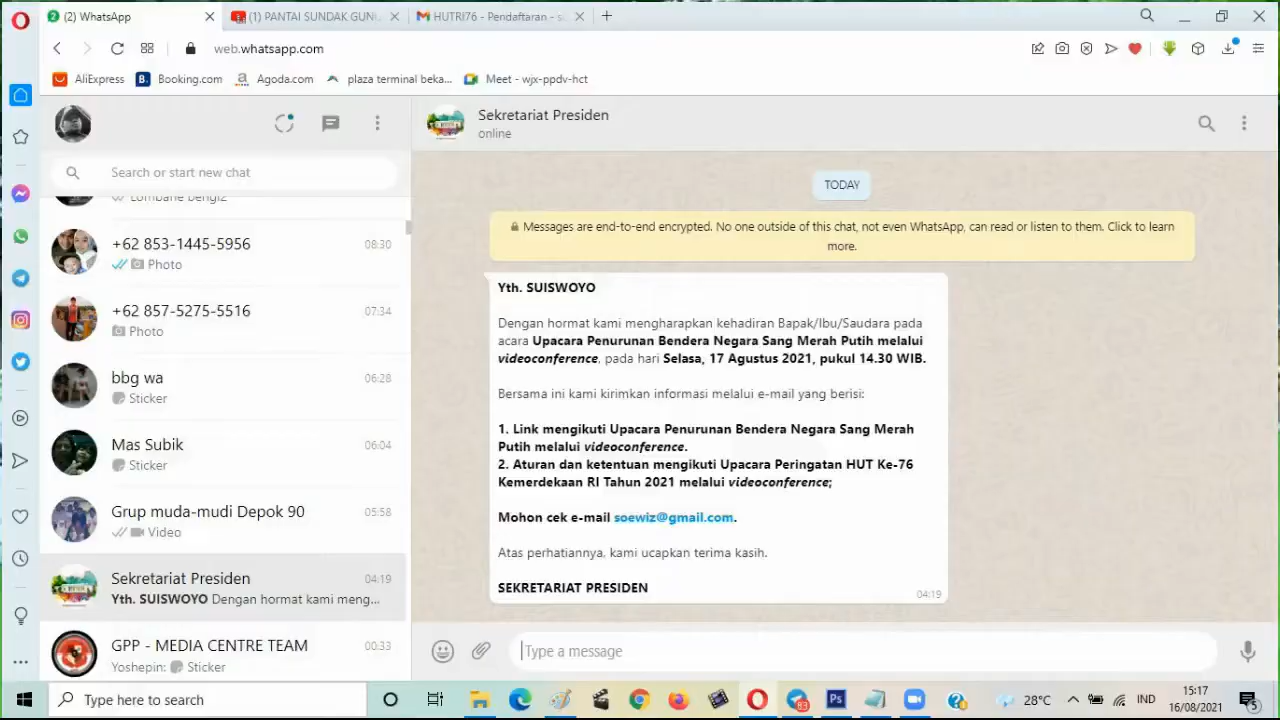 2 (2) WhatsApp
(1) PANTAI SUNDAK GUNU
HUTRI76 - Pendaftaran - s
web.whatsapp.com
AliExpress
B. Booking.com
a Agoda.com
plaza terminal beka...
Meet - wjx-ppdv-hct
Sekretariat Presiden
online
Search or start new chat
Lombane bengiz
+62 853-1445-5956 08:30
Photo
+62 857-5275-5516 07:34
Photo
bbg wa 06:28
Sticker
Mas Subik 06:04
Sticker
Grup muda-mudi Depok 90 05:58
Video
Sekretariat Presiden 04:19
Yth. SUISWOYO Dengan hormat kami meng...
GPP - MEDIA CENTRE TEAM 00:33
Yoshepin: Sticker
TODAY
Messages are end-to-end encrypted. No one outside of this chat, not even WhatsApp, can read or listen to them. Click to learn
more.
Yth. SUISWOYO
Dengan hormat kami mengharapkan kehadiran Bapak/Ibu/Saudara pada
acara Upacara Penurunan Bendera Negara Sang Merah Putih melalui
videoconference, pada hari Selasa, 17 Agustus 2021, pukul 14.30 WIB.
Bersama ini kami kirimkan informasi melalui e-mail yang berisi:
1. Link mengikuti Upacara Penurunan Bendera Negara Sang Merah
Putih melalui videoconference.
2. Aturan dan ketentuan mengikuti Upacara Peringatan HUT Ke-76
Kemerdekaan RI Tahun 2021 melalui videoconference;
Mohon cek e-mail soewiz@gmail.com.
Atas perhatiannya, kami ucapkan terima kasih.
SEKRETARIAT PRESIDEN
04:19
Type a message
Type here to search
83
Ps
28°C
IND
15:17
16/08/2021
5